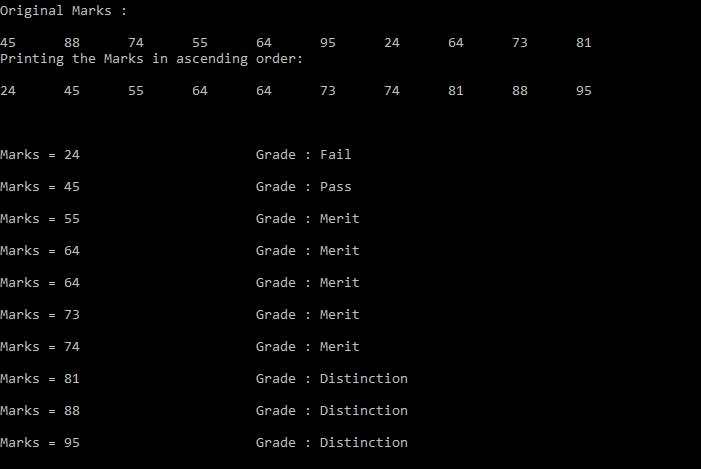 Original Marks :
45 88 74 55 64 95 24 64 73 81
Printing the Marks in ascending order:
24 45 55 64 64 73 74 81 88 95
Marks = 24 Grade : Fail
Marks = 45 Grade : Pass
Marks = 55 Grade : Merit
Marks = 64 Grade : Merit
Marks = 64 Grade : Merit
Marks = 73 Grade : Merit
Marks = 74 Grade : Merit
Marks = 81 Grade : Distinction
Marks = 88 Grade : Distinction
Marks = 95 Grade : Distinction